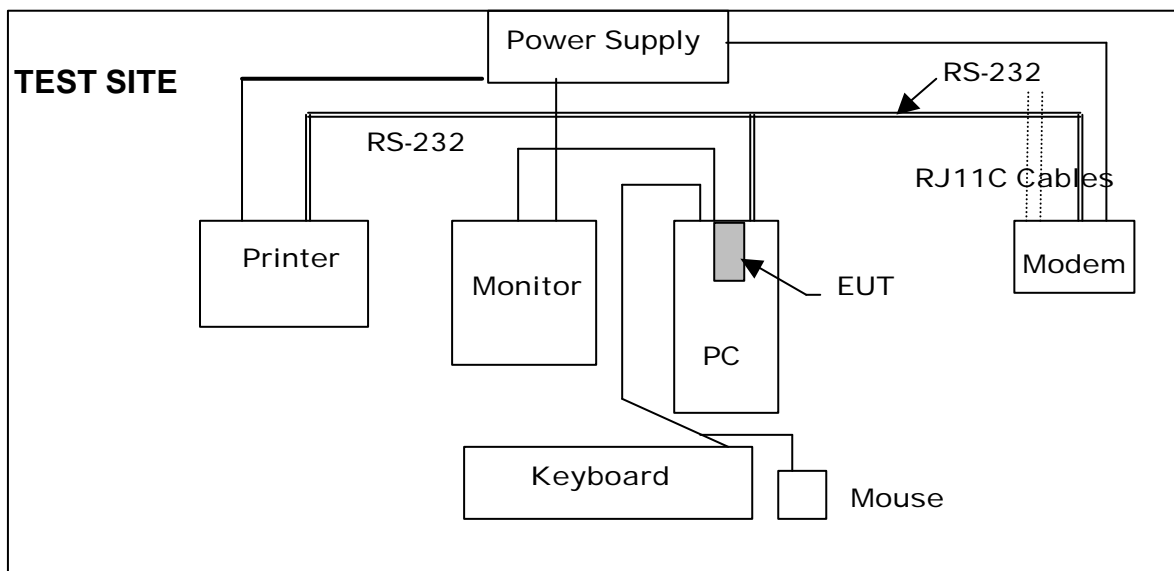 Power Supply
TEST SITE
RS-232
RS-232
RJ11C Cables
Printer
Monitor
EUT
Modem
PC
Keyboard
Mouse